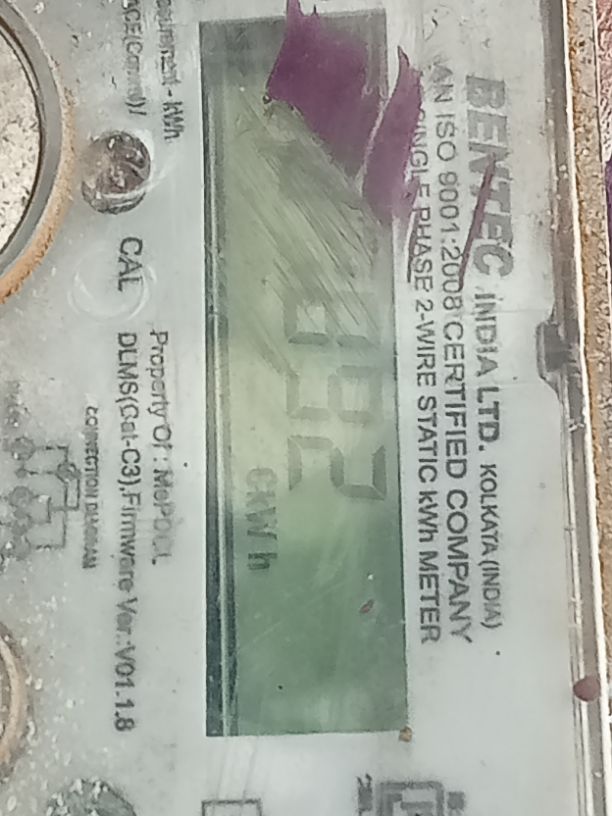 BENTEC INDIA LTD. KOLKATA (INDIA)
AN ISO 9001:2008 CERTIFIED COMPANY
SINGLE PHASE 2-WIRE STATIC kWh METER
kWh
- kWh
CAL
Property Of : MePDCL
DLMS(Cat-C3),Firmware Ver.:V01.1.8
CONNECTION DIAGRAM